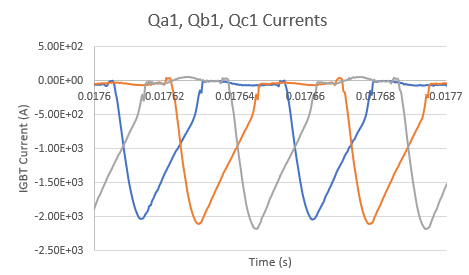 Qa1, Qb1, Qc1 Currents
5.00E+02
0.00E+00
0.0176 0.01762 0.01764 0.01766 0.01768 0.0177
-5.00E+02
-1.00E+03
-1.50E+03
-2.00E+03
-2.50E+03
IGBT Current (A)
Time (s)